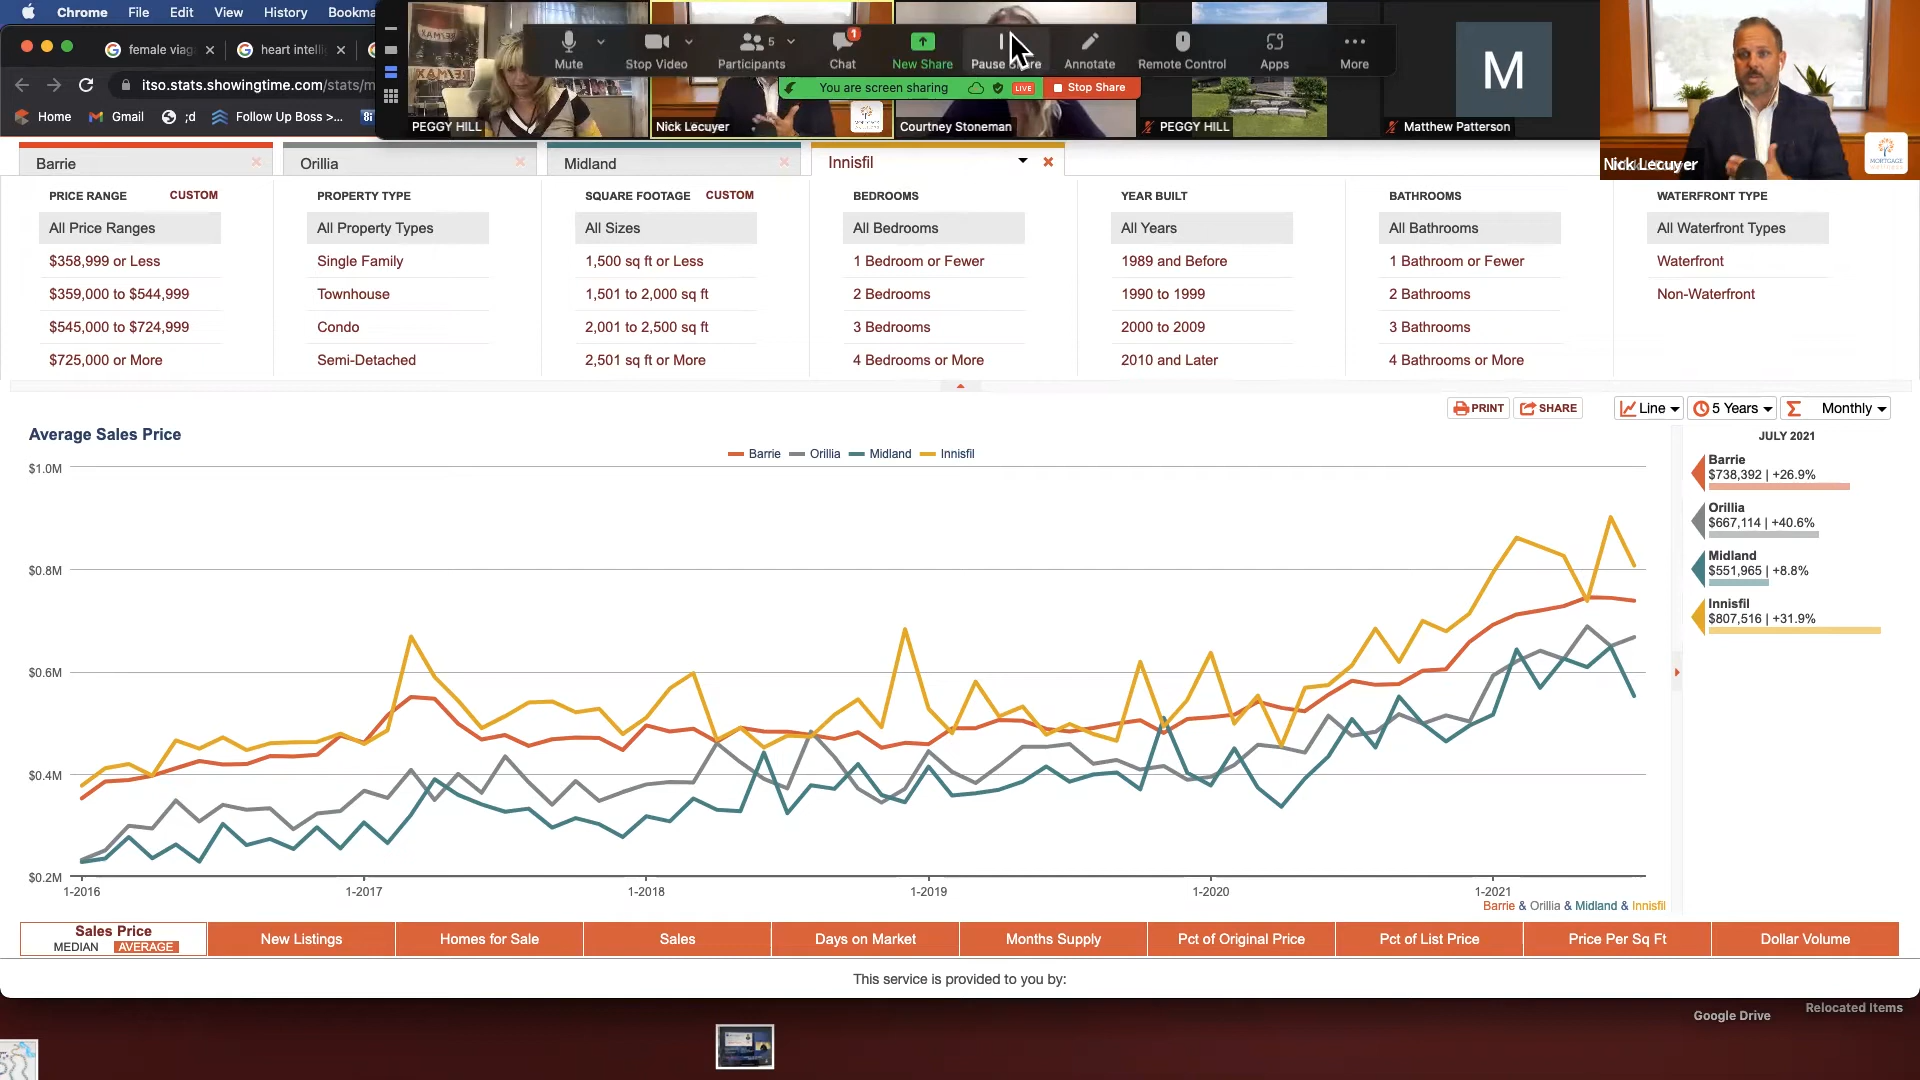 Chrome File Edit View History Bookma
female viag
heart intelli
Mute
Stop Video
Participants 5
Chat 1
New Share
Pause Share
Annotate
Remote Control
Apps
More
itso.stats.showingtime.com/stats/m
You are screen sharing LIVE Stop Share
Home Gmail ;d Follow Up Boss >...
PEGGY HILL
Nick Lecuyer
Courtney Stoneman
PEGGY HILL
M
Matthew Patterson
Nick Lecuyer
MORTGAGE
Barrie Orillia Midland Innisfil
PRICE RANGE CUSTOM PROPERTY TYPE SQUARE FOOTAGE CUSTOM BEDROOMS YEAR BUILT BATHROOMS WATERFRONT TYPE
All Price Ranges All Property Types All Sizes All Bedrooms All Years All Bathrooms All Waterfront Types
$358,999 or Less Single Family 1,500 sq ft or Less 1 Bedroom or Fewer 1989 and Before 1 Bathroom or Fewer Waterfront
$359,000 to $544,999 Townhouse 1,501 to 2,000 sq ft 2 Bedrooms 1990 to 1999 2 Bathrooms Non-Waterfront
$545,000 to $724,999 Condo 2,001 to 2,500 sq ft 3 Bedrooms 2000 to 2009 3 Bathrooms
$725,000 or More Semi-Detached 2,501 sq ft or More 4 Bedrooms or More 2010 and Later 4 Bathrooms or More
PRINT SHARE Line 5 Years Monthly
Average Sales Price
Barrie Orillia Midland Innisfil
$1.0M
$0.8M
$0.6M
$0.4M
$0.2M
1-2016 1-2017 1-2018 1-2019 1-2020 1-2021
Barrie & Orillia & Midland & Innisfil
JULY 2021
Barrie
$738,392 | +26.9%
Orillia
$667,114 | +40.6%
Midland
$551,965 | +8.8%
Innisfil
$807,516 | +31.9%
Sales Price
MEDIAN AVERAGE
New Listings
Homes for Sale
Sales
Days on Market
Months Supply
Pct of Original Price
Pct of List Price
Price Per Sq Ft
Dollar Volume
This service is provided to you by:
Google Drive
Relocated Items